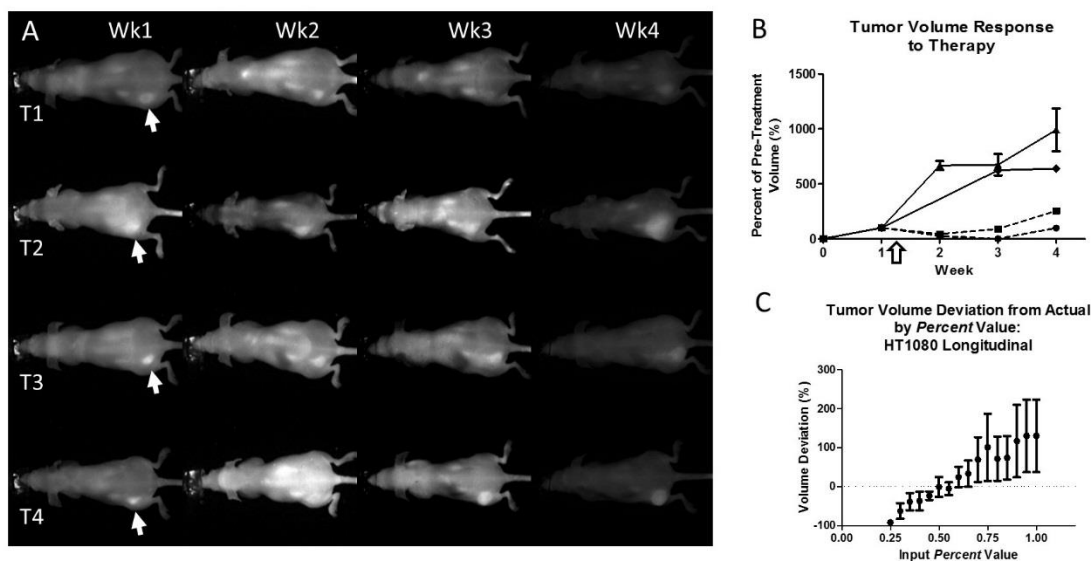 A
Wk1 Wk2 Wk3 Wk4
T1
T2
T3
T4
B
Tumor Volume Response
to Therapy
Percent of Pre-Treatment
Volume (%)
1500
1000
500
0
0 1 2 3 4
Week
C
Tumor Volume Deviation from Actual
by Percent Value:
HT1080 Longitudinal
Volume Deviation (%)
300
200
100
0
-100
0.00 0.25 0.50 0.75 1.00
Input Percent Value